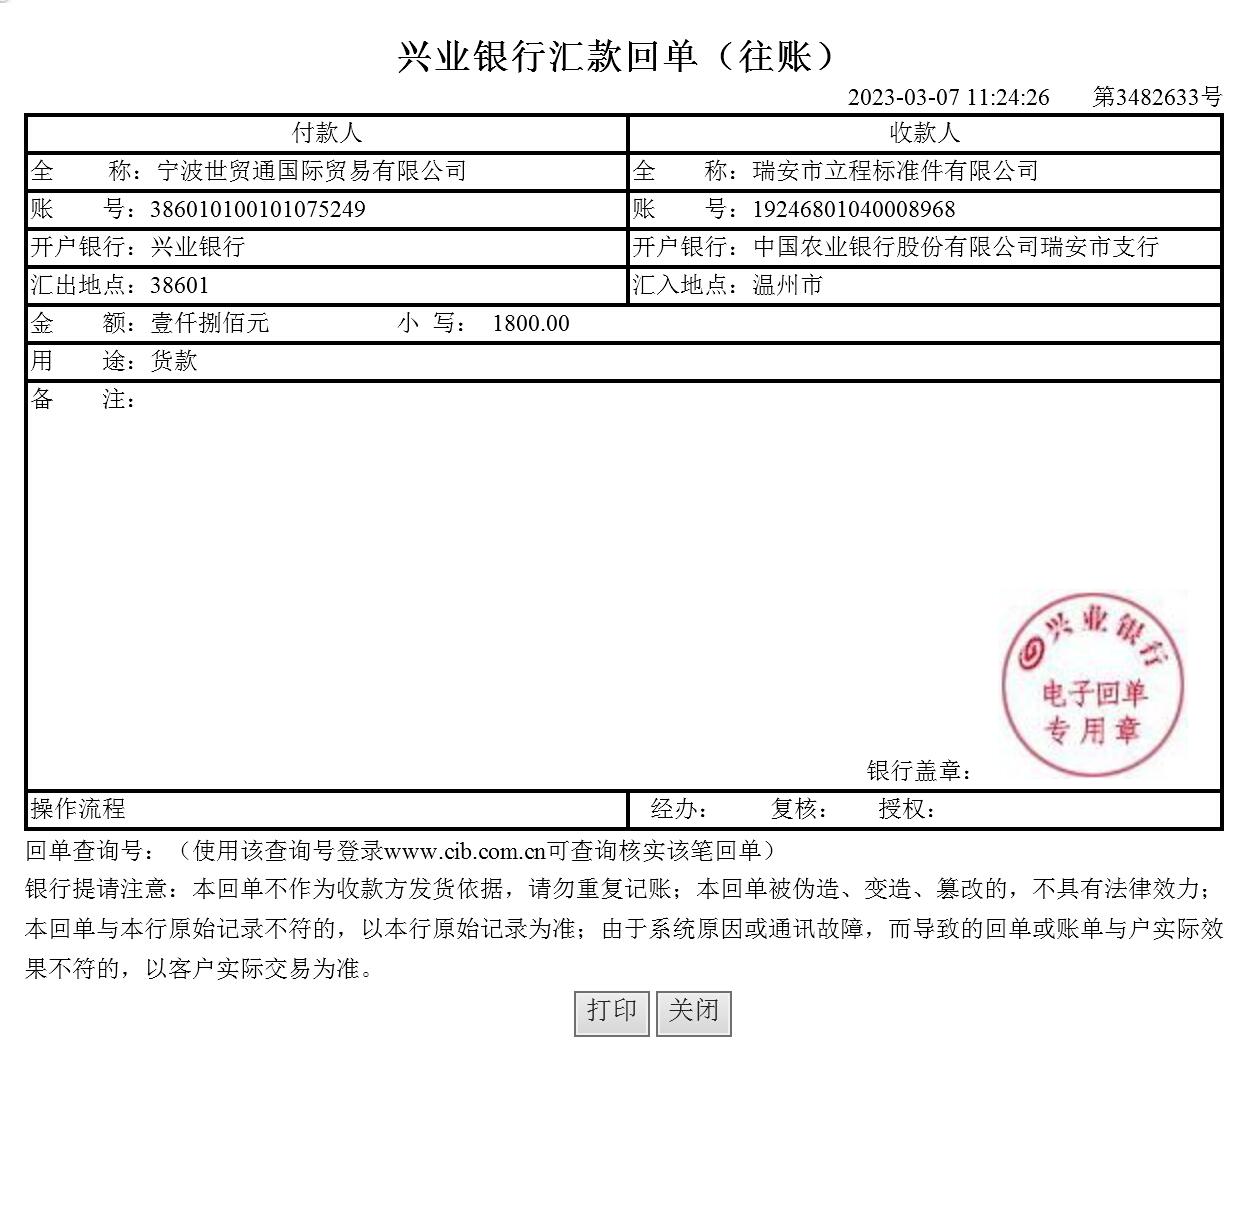 兴业银行汇款回单（往账）
2023-03-07 11:24:26 第3482633号
付款人 收款人
全 称：宁波世贸通国际贸易有限公司 全 称：瑞安市立程标准件有限公司
账 号：386010100101075249 账 号：19246801040008968
开户银行：兴业银行 开户银行：中国农业银行股份有限公司瑞安市支行
汇出地点：38601 汇入地点：温州市
金 额：壹仟捌佰元 小 写： 1800.00
用 途：货款
备 注：
兴业银行
电子回单
专用章
银行盖章：
操作流程 经办： 复核： 授权：
回单查询号：（使用该查询号登录www.cib.com.cn可查询核实该笔回单）
银行提请注意：本回单不作为收款方发货依据，请勿重复记账；本回单被伪造、变造、篡改的，不具有法律效力；
本回单与本行原始记录不符的，以本行原始记录为准；由于系统原因或通讯故障，而导致的回单或账单与户实际效
果不符的，以客户实际交易为准。
打印 关闭